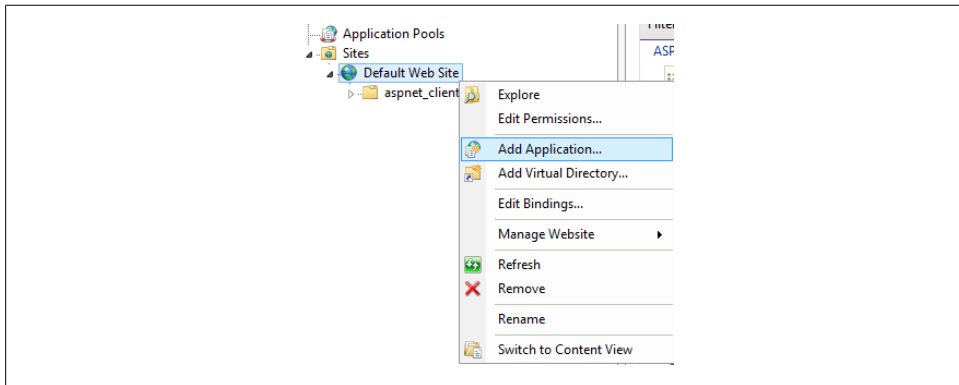 Application Pools
Sites
ASP
Default Web Site
aspnet_client
Explore
Edit Permissions...
Add Application...
Add Virtual Directory...
Edit Bindings...
Manage Website
Refresh
Remove
Rename
Switch to Content View